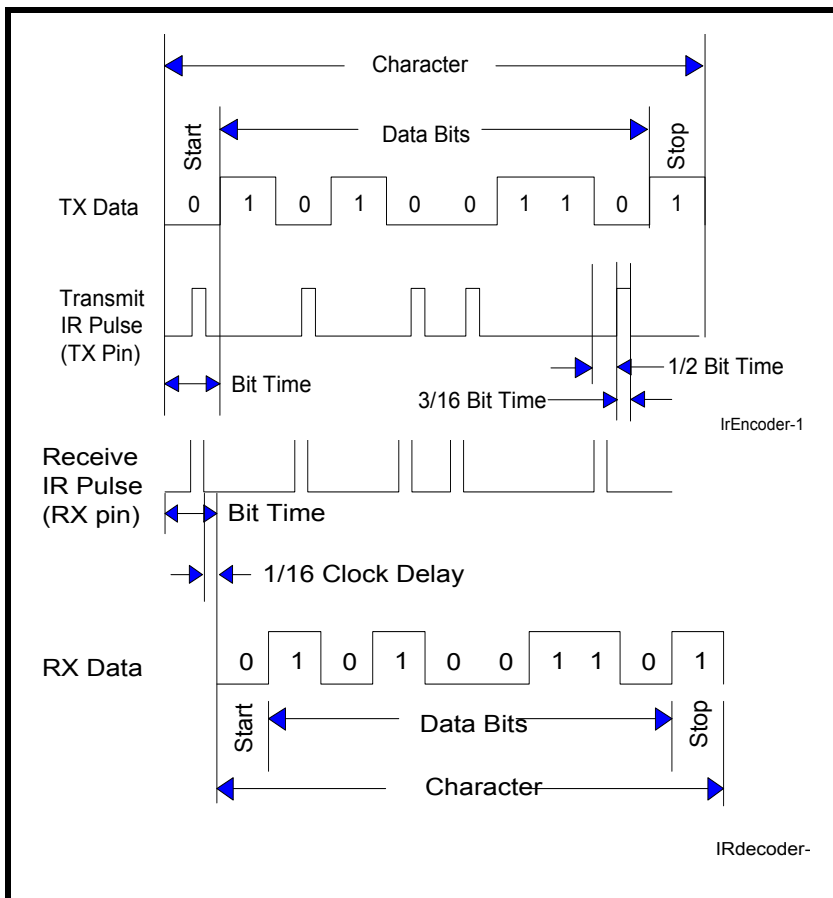 Character
Start
Data Bits
Stop
TX Data
0 1 0 1 0 0 1 1 0 1
Transmit
IR Pulse
(TX Pin)
Bit Time
1/2 Bit Time
3/16 Bit Time
IrEncoder-1
Receive
IR Pulse
(RX pin)
Bit Time
1/16 Clock Delay
RX Data
0 1 0 1 0 0 1 1 0 1
Start
Data Bits
Stop
Character
IRdecoder-